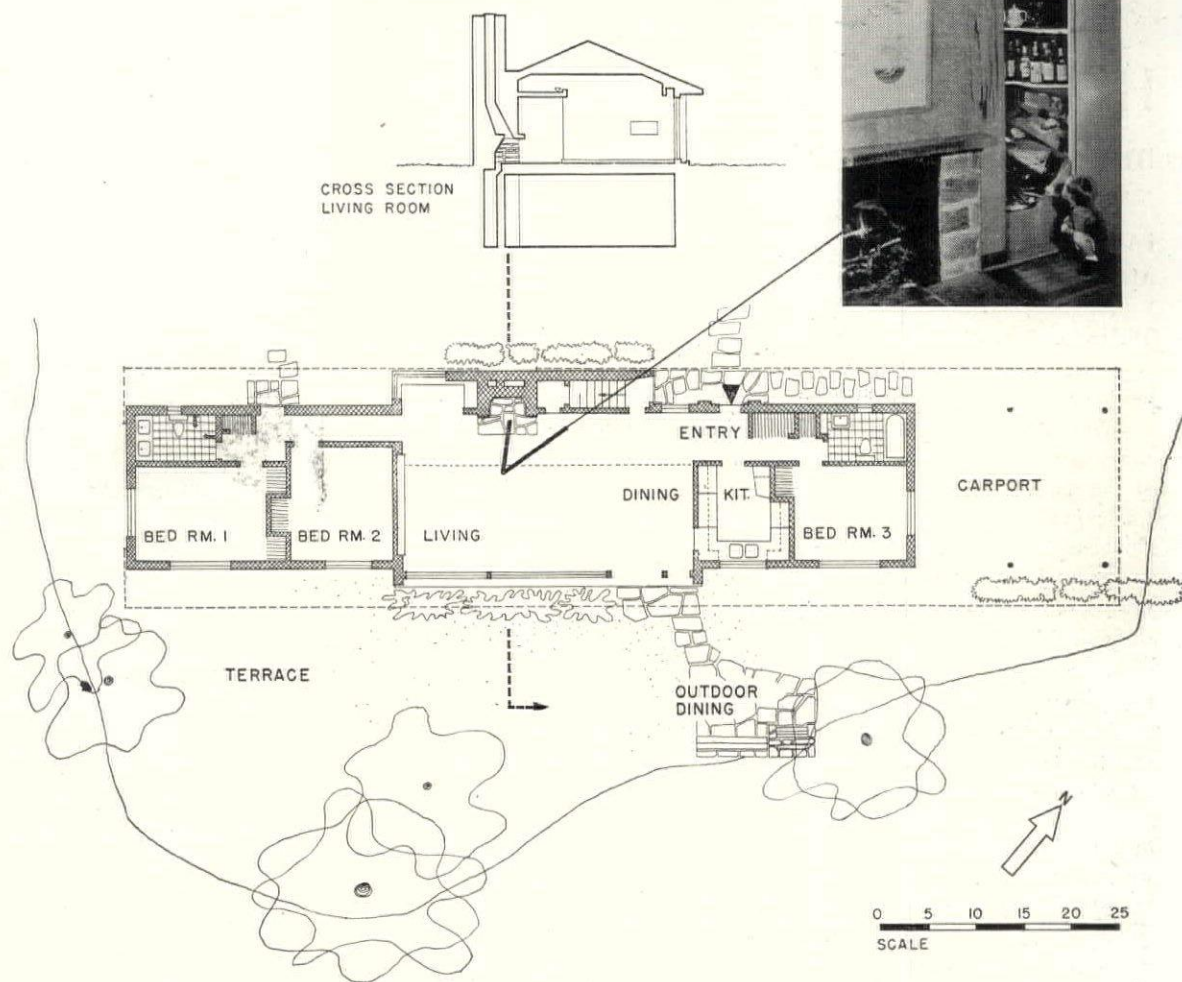 CROSS SECTION
LIVING ROOM
ENTRY
DINING
KIT.
CARPORT
BED RM. 1
BED RM. 2
LIVING
BED RM. 3
TERRACE
OUTDOOR
DINING
N
0 5 10 15 20 25
SCALE